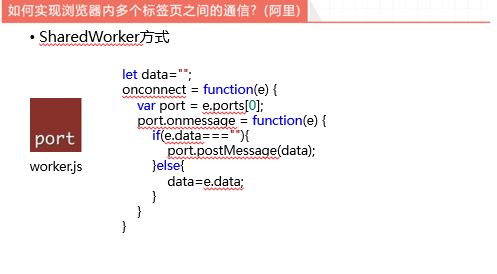 如何实现浏览器内多个标签页之间的通信?(阿里)
• SharedWorker方式
let data="";
onconnect = function(e) {
var port = e.ports[0];
port.onmessage = function(e) {
if(e.data===""){
port.postMessage(data);
}else{
data=e.data;
}
}
}
port
worker.js